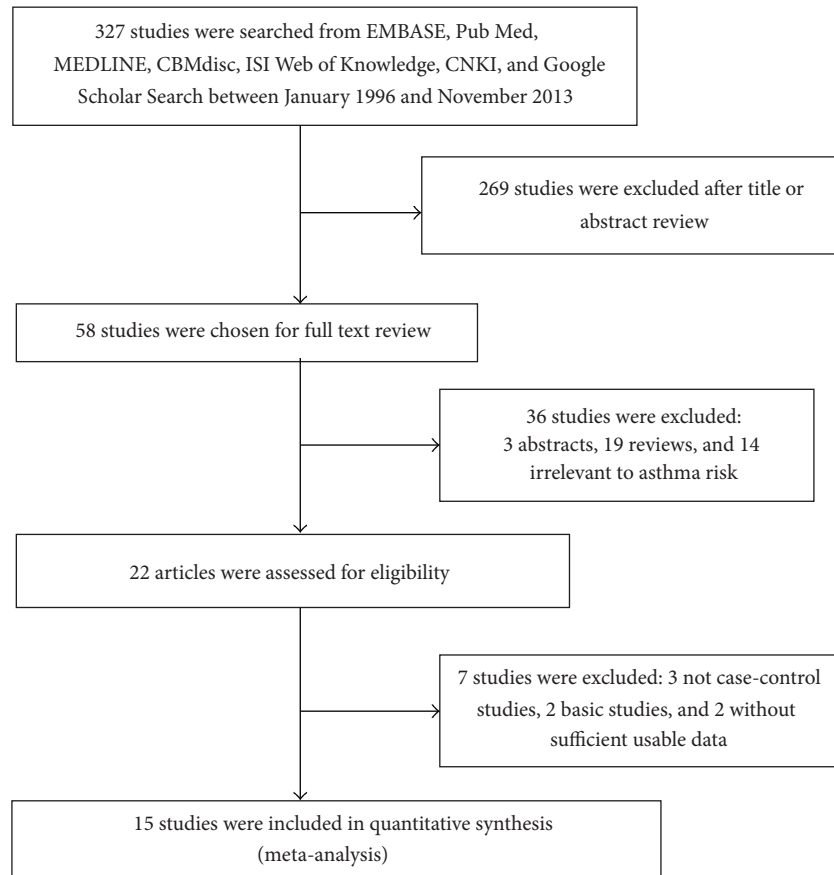 327 studies were searched from EMBASE, Pub Med,
MEDLINE, CBMdisc, ISI Web of Knowledge, CNKI, and Google
Scholar Search between January 1996 and November 2013
269 studies were excluded after title or
abstract review
58 studies were chosen for full text review
36 studies were excluded:
3 abstracts, 19 reviews, and 14
irrelevant to asthma risk
22 articles were assessed for eligibility
7 studies were excluded: 3 not case-control
studies, 2 basic studies, and 2 without
sufficient usable data
15 studies were included in quantitative synthesis
(meta-analysis)